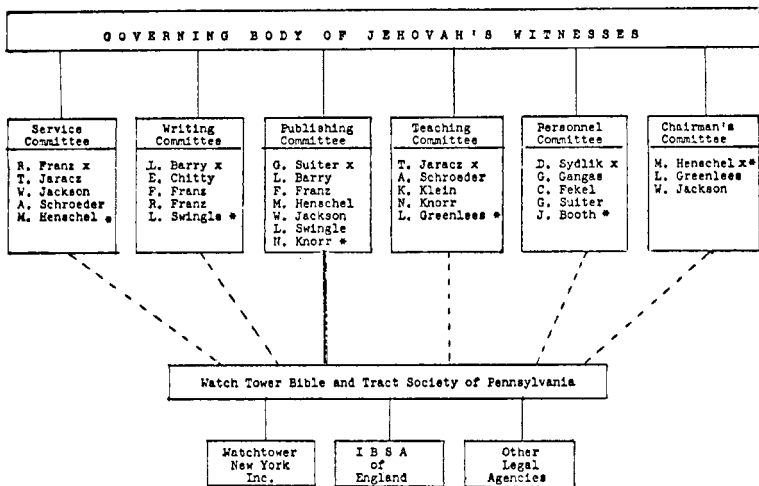 GOVERNING BODY OF JEHOVAH'S WITNESSES
Service
Committee
R. Franz x
T. Jaracz
W. Jackson
A. Schroeder
M. Henschel *
Writing
Committee
L. Barry x
E. Chitty
F. Franz
R. Franz
L. Swingle *
Publishing
Committee
G. Suiter x
L. Barry
F. Franz
M. Henschel
W. Jackson
L. Swingle
N. Knorr *
Teaching
Committee
T. Jaracz x
A. Schroeder
K. Klein
N. Knorr
L. Greenlees *
Personnel
Committee
D. Sydlik x
G. Gangas
C. Fekel
G. Suiter
J. Booth *
Chairman's
Committee
M. Henschel x*
L. Greenlees
W. Jackson
Watch Tower Bible and Tract Society of Pennsylvania
Watchtower
New York
Inc.
I B S A
of
England
Other
Legal
Agencies